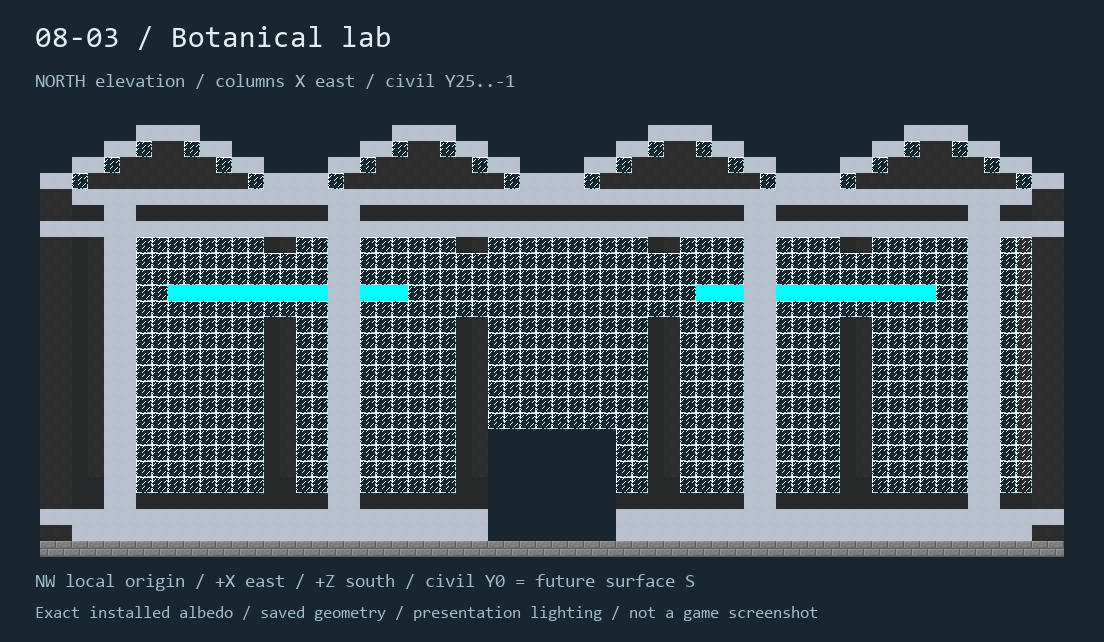 08-03 / Botanical lab
NORTH elevation / columns X east / civil Y25..-1
NW local origin / +X east / +Z south / civil Y0 = future surface S
Exact installed albedo / saved geometry / presentation lighting / not a game screenshot